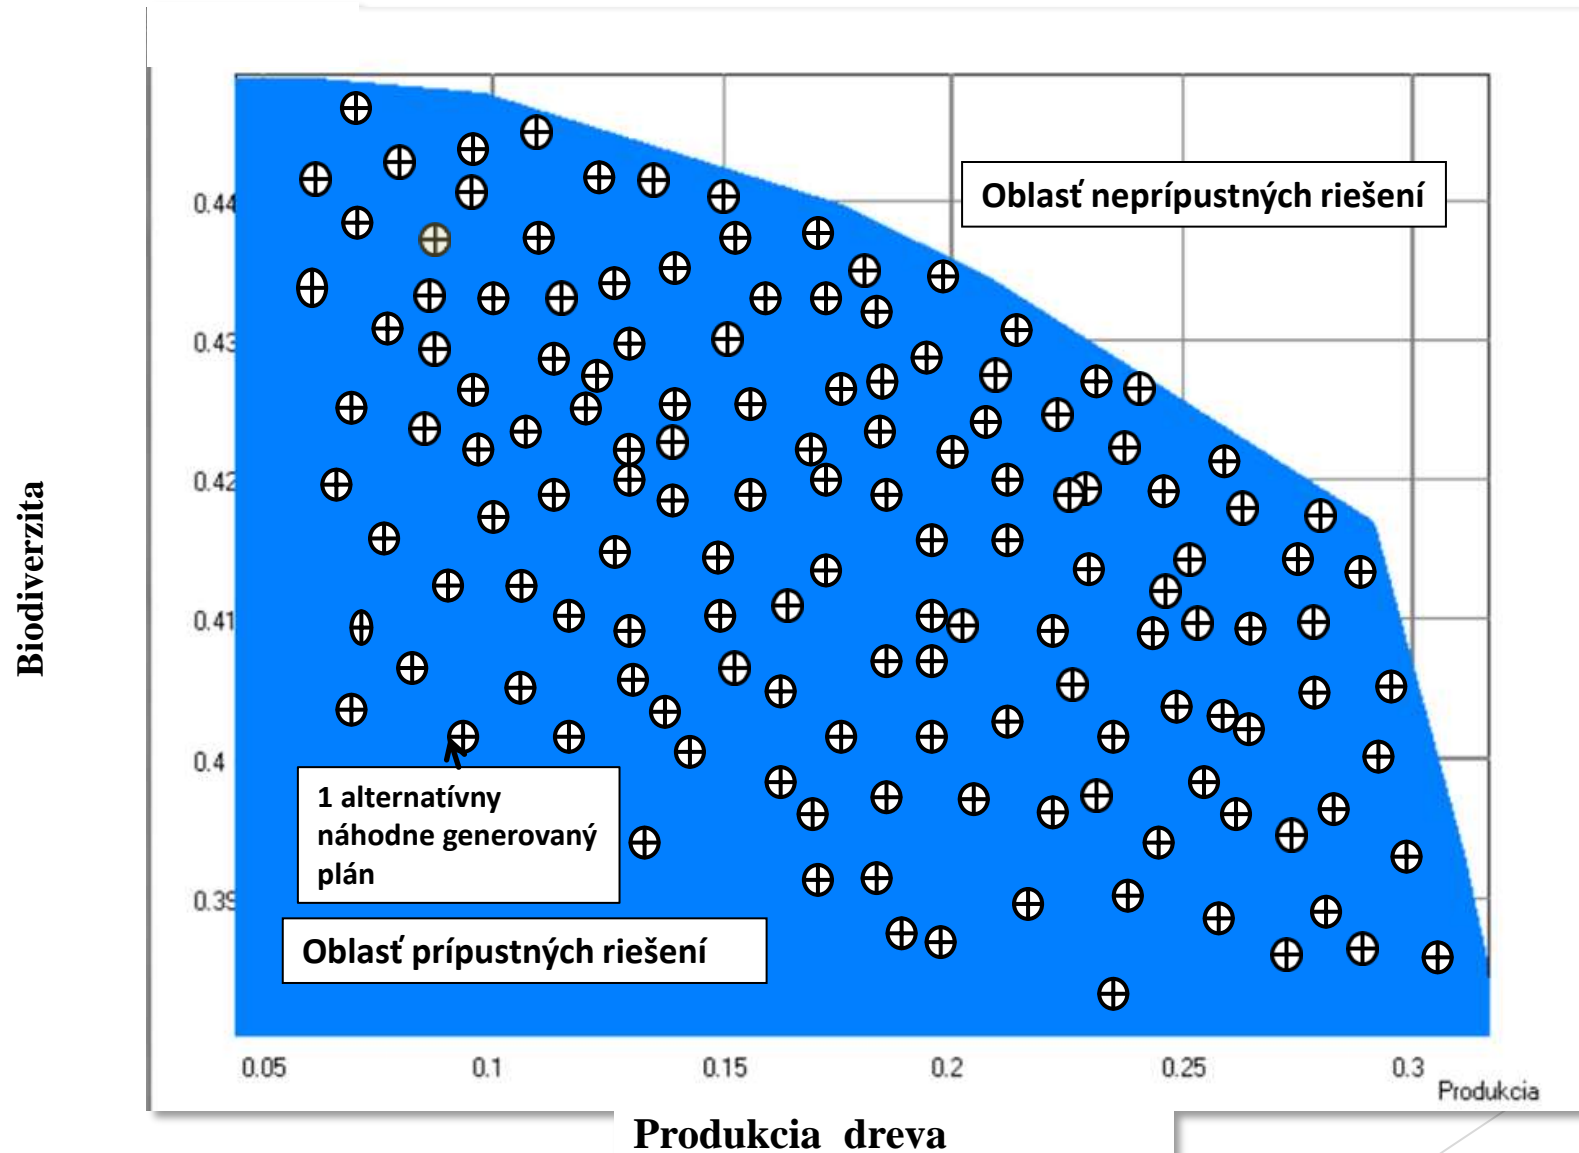 Oblasť neprípustných riešení
0.44
0.43
0.42
Biodiverzita
0.41
0.4
1 alternatívny
náhodne generovaný
plán
0.39
Oblasť prípustných riešení
0.05 0.1 0.15 0.2 0.25 0.3
Produkcia
Produkcia dreva